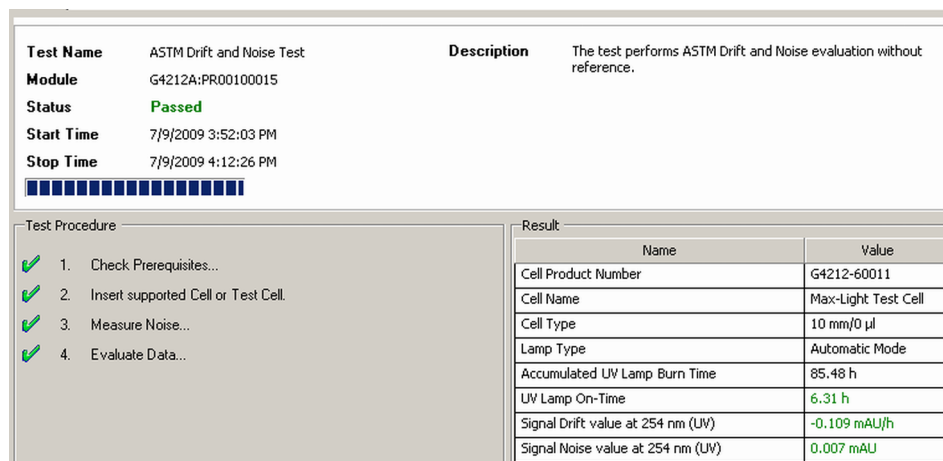 Test Name ASTM Drift and Noise Test Description The test performs ASTM Drift and Noise evaluation without
reference.
Module G4212A:PR00100015
Status Passed
Start Time 7/9/2009 3:52:03 PM
Stop Time 7/9/2009 4:12:26 PM
Test Procedure
1. Check Prerequisites...
2. Insert supported Cell or Test Cell.
3. Measure Noise...
4. Evaluate Data...
Result
Name Value
Cell Product Number G4212-60011
Cell Name Max-Light Test Cell
Cell Type 10 mm/0 µl
Lamp Type Automatic Mode
Accumulated UV Lamp Burn Time 85.48 h
UV Lamp On-Time 6.31 h
Signal Drift value at 254 nm (UV) -0.109 mAU/h
Signal Noise value at 254 nm (UV) 0.007 mAU